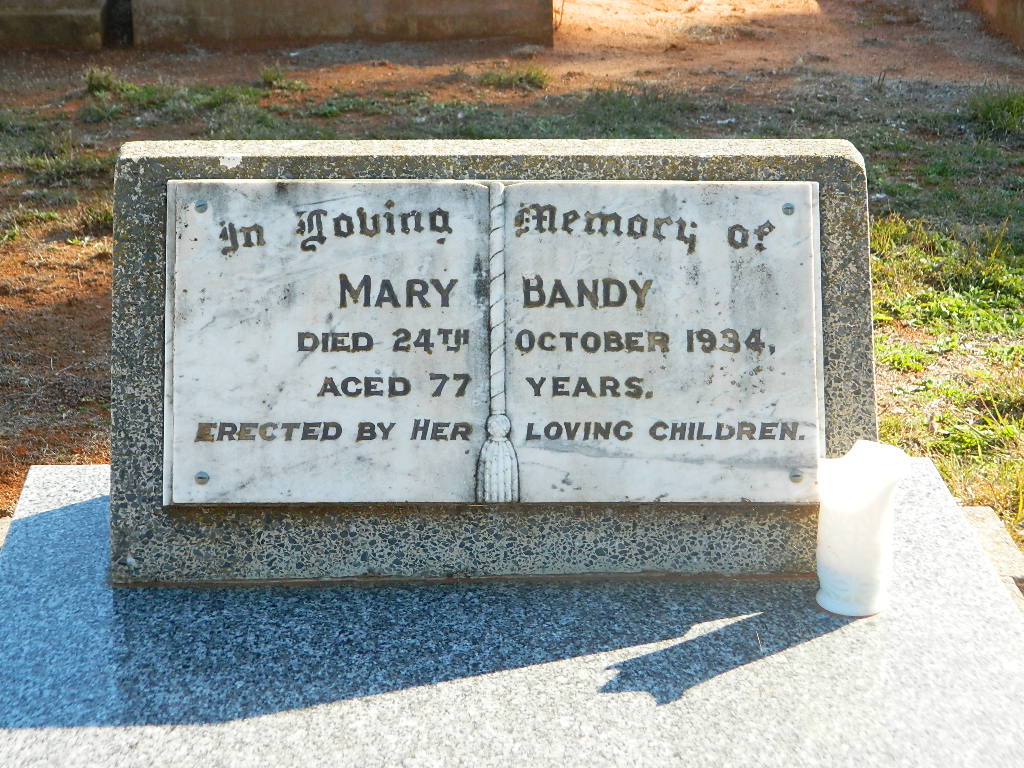 In Loving Memory of
MARY BANDY
DIED 24TH OCTOBER 1934,
AGED 77 YEARS.
ERECTED BY HER LOVING CHILDREN.